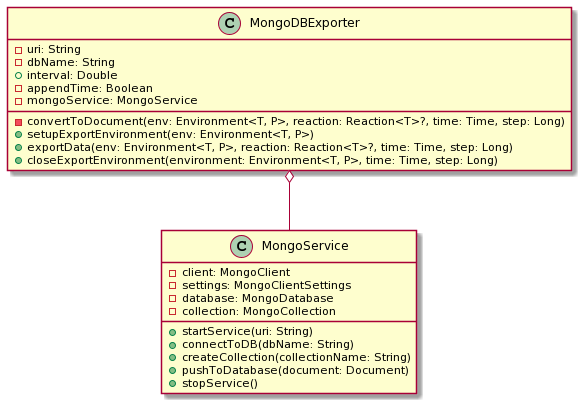 C MongoDBExporter
uri: String
dbName: String
interval: Double
appendTime: Boolean
mongoService: MongoService
convertToDocument(env: Environment<T, P>, reaction: Reaction<T>?, time: Time, step: Long)
setupExportEnvironment(env: Environment<T, P>)
exportData(env: Environment<T, P>, reaction: Reaction<T>?, time: Time, step: Long)
closeExportEnvironment(environment: Environment<T, P>, time: Time, step: Long)
C MongoService
client: MongoClient
settings: MongoClientSettings
database: MongoDatabase
collection: MongoCollection
startService(uri: String)
connectToDB(dbName: String)
createCollection(collectionName: String)
pushToDatabase(document: Document)
stopService()